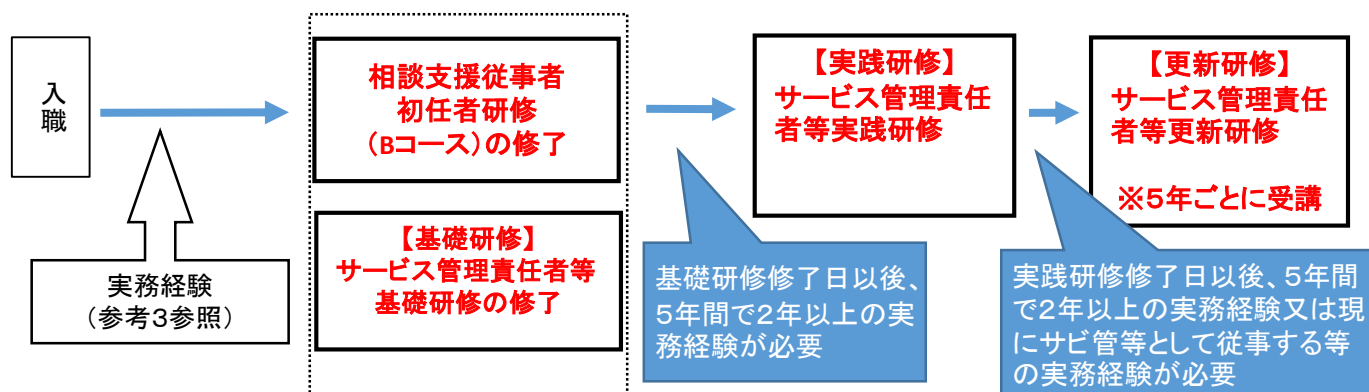 入
職
実務経験
（参考３参照）
相談支援従事者
初任者研修
（Bコース）の修了
【基礎研修】
サービス管理責任者等
基礎研修の修了
基礎研修修了日以後、
５年間で２年以上の実
務経験が必要
【実践研修】
サービス管理責任
者等実践研修
実践研修修了日以後、５年間
で２年以上の実務経験又は現
にサビ管等として従事する等
の実務経験が必要
【更新研修】
サービス管理責任
者等更新研修
※５年ごとに受講